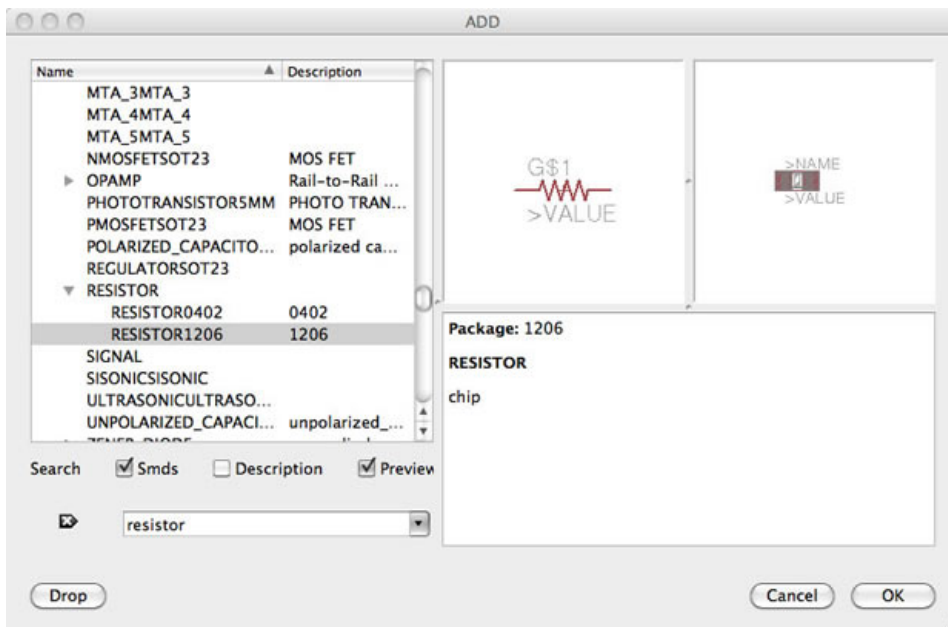 ADD
Name Description
MTA_3MTA_3
MTA_4MTA_4
MTA_5MTA_5
NMOSFETSOT23 MOS FET
OPAMP Rail-to-Rail ...
PHOTOTRANSISTOR5MM PHOTO TRAN...
PMOSFETSOT23 MOS FET
POLARIZED_CAPACITO... polarized ca...
REGULATORSOT23
RESISTOR
RESISTOR0402 0402
RESISTOR1206 1206
SIGNAL
SISONICSISONIC
ULTRASONICULTRASO...
UNPOLARIZED_CAPACI... unpolarized_...
Search Smds Description Preview
resistor
Drop
G$1
>VALUE
>NAME
>VALUE
Package: 1206
RESISTOR
chip
Cancel OK